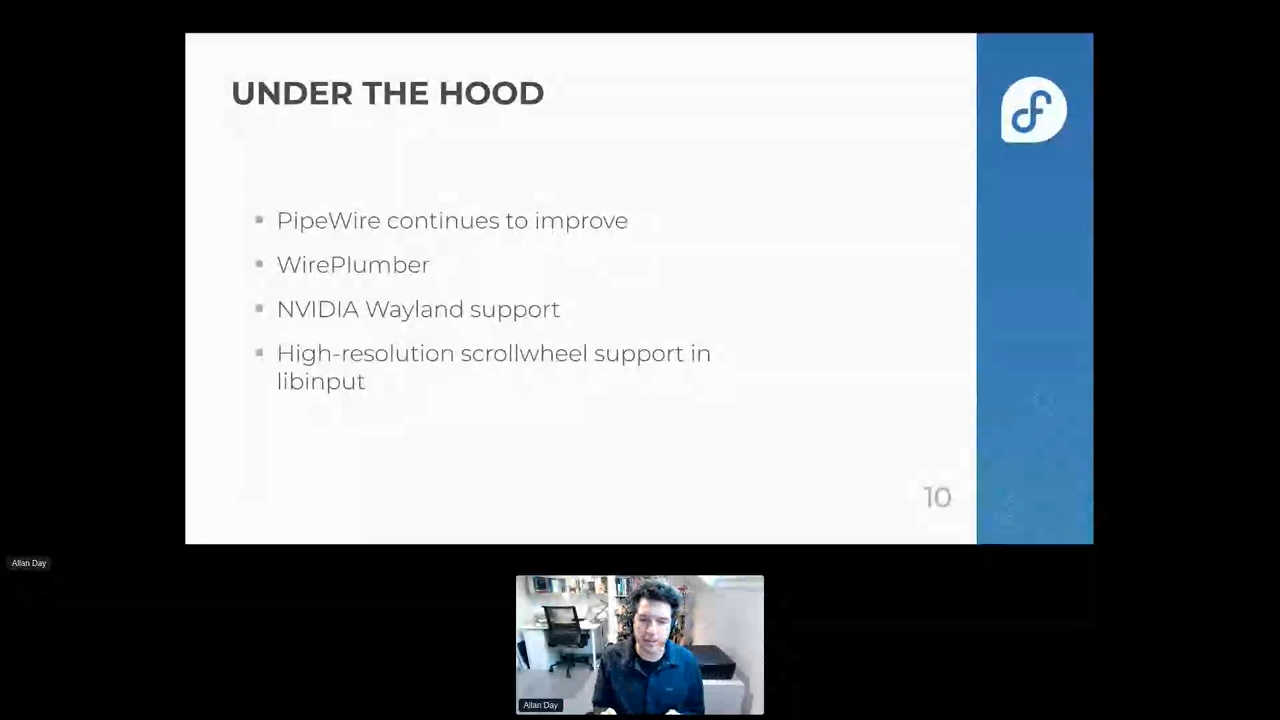 UNDER THE HOOD
PipeWire continues to improve
WirePlumber
NVIDIA Wayland support
High-resolution scrollwheel support in
libinput
10
Allan Day
Allan Day